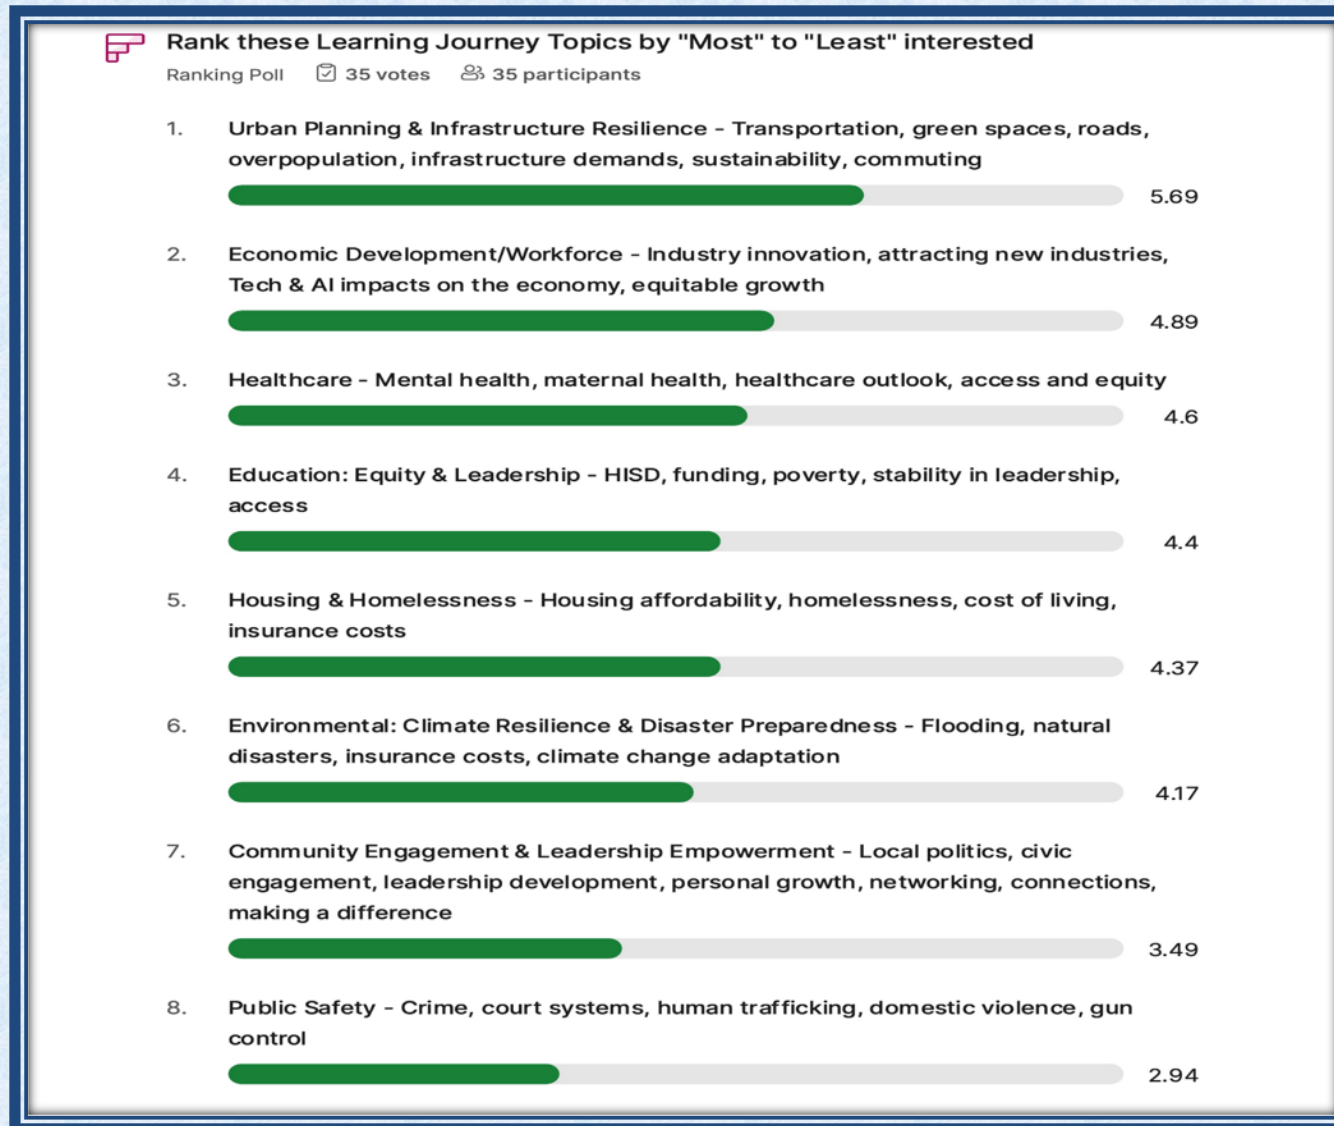 Rank these Learning Journey Topics by "Most" to "Least" interested
Ranking Poll 35 votes 35 participants
1. Urban Planning & Infrastructure Resilience - Transportation, green spaces, roads,
overpopulation, infrastructure demands, sustainability, commuting
5.69
2. Economic Development/Workforce - Industry innovation, attracting new industries,
Tech & AI impacts on the economy, equitable growth
4.89
3. Healthcare - Mental health, maternal health, healthcare outlook, access and equity
4.6
4. Education: Equity & Leadership - HISD, funding, poverty, stability in leadership,
access
4.4
5. Housing & Homelessness - Housing affordability, homelessness, cost of living,
insurance costs
4.37
6. Environmental: Climate Resilience & Disaster Preparedness - Flooding, natural
disasters, insurance costs, climate change adaptation
4.17
7. Community Engagement & Leadership Empowerment - Local politics, civic
engagement, leadership development, personal growth, networking, connections,
making a difference
3.49
8. Public Safety - Crime, court systems, human trafficking, domestic violence, gun
control
2.94